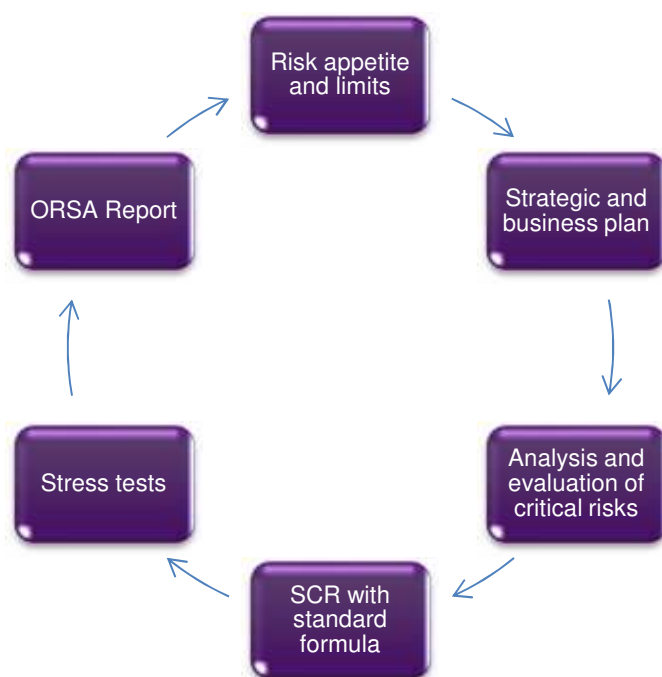 Risk appetite
and limits
Strategic and
business plan
Analysis and
evaluation of
critical risks
SCR with
standard
formula
Stress tests
ORSA Report